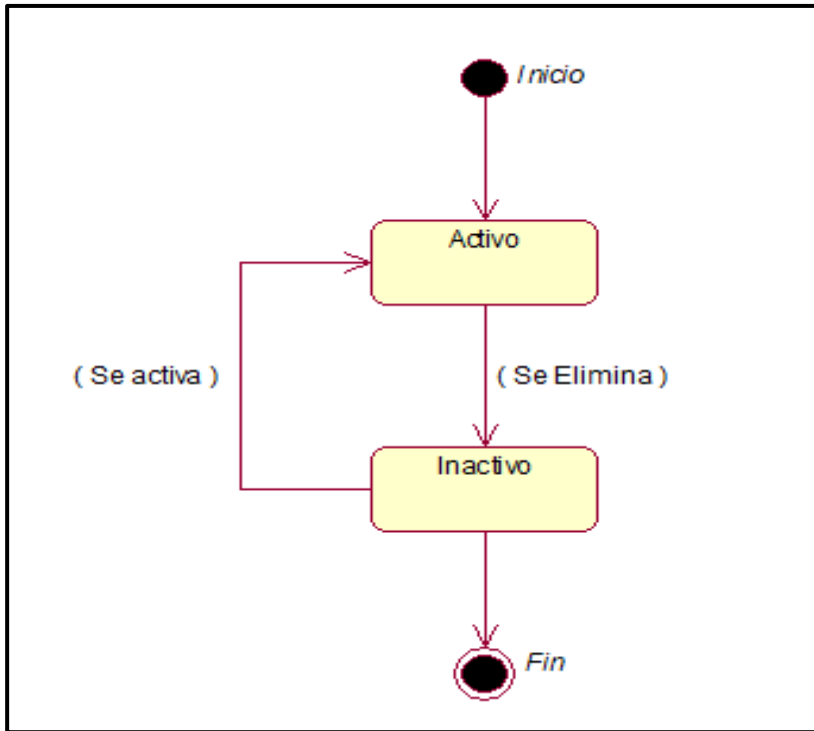 Inicio
Activo
( Se activa )
( Se Elimina )
Inactivo
Fin